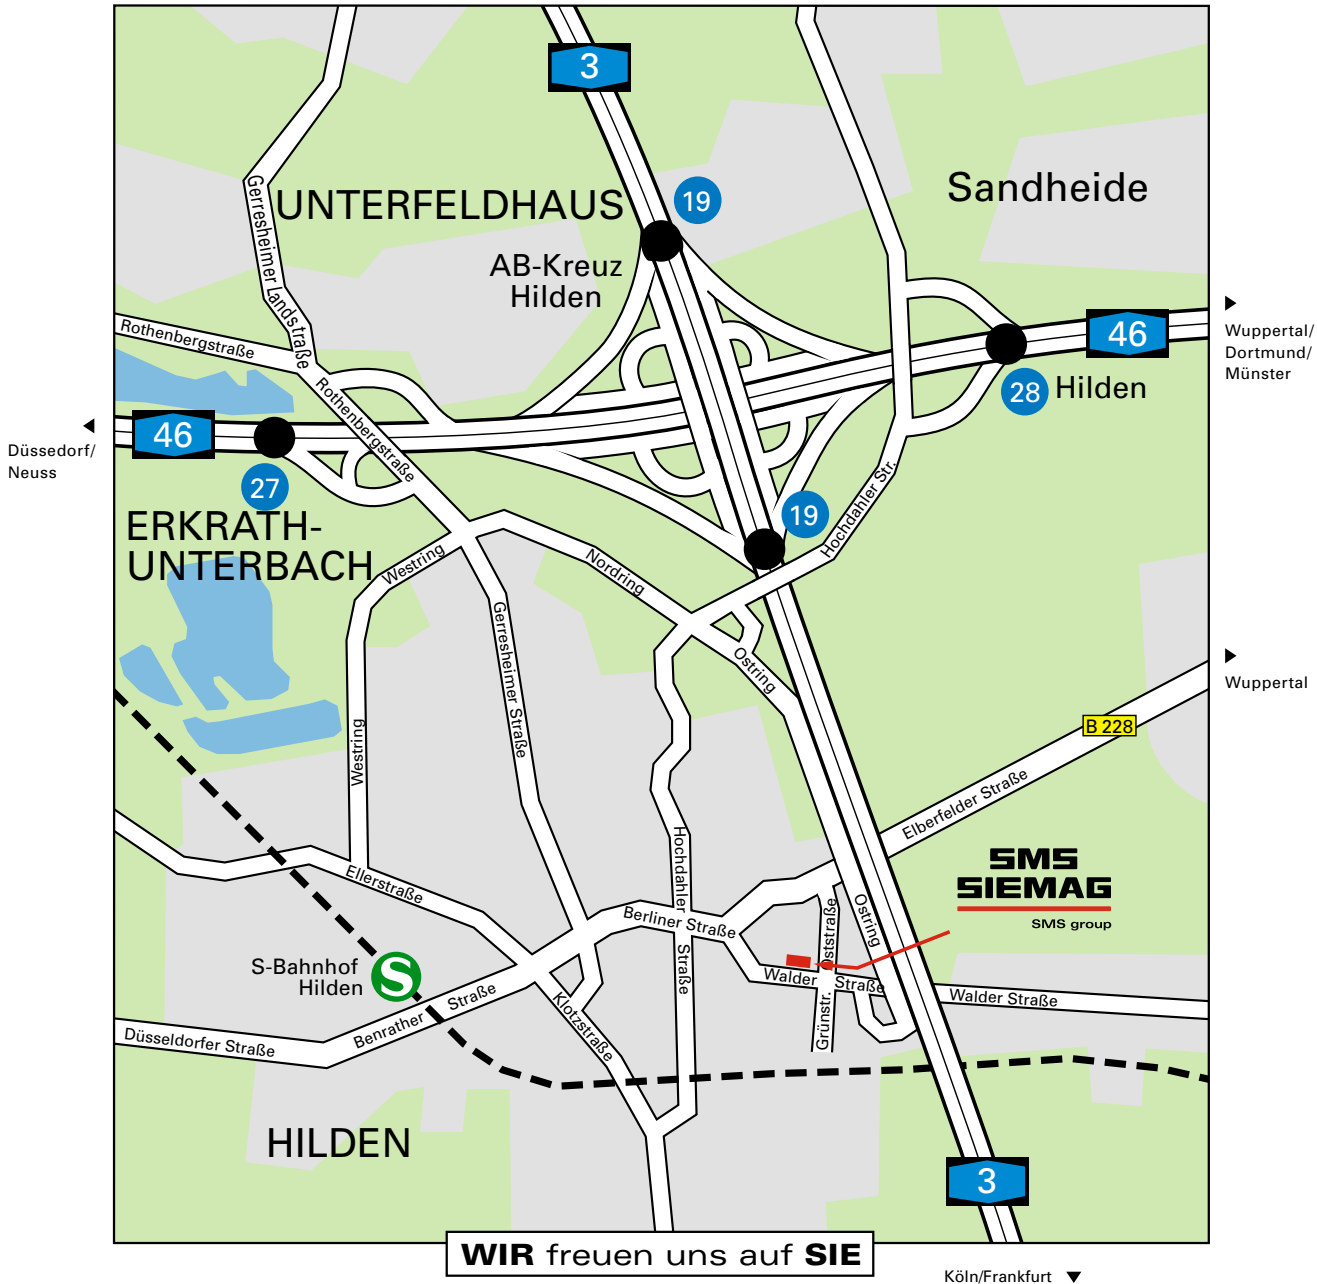 3
19
UNTERFELDHAUS
Sandheide
AB-Kreuz
Hilden
Gerresheimer Landstraße
Rothenbergstraße
46
Wuppertal/
Dortmund/
Münster
28
Hilden
Rothenbergstraße
46
Düssedorf/
Neuss
27
19
ERKRATH-
UNTERBACH
Hochdahler Str.
Westring
Nordring
Gerresheimer Straße
Ostring
Wuppertal
B 228
Westring
Elberfelder Straße
Hochdahler Straße
Ellerstraße
SMS
SIEMAG
SMS group
Berliner Straße
Ostring
S-Bahnhof
Hilden
S
Walder Straße
Walder Straße
Benrather Straße
Klotzstraße
Grünstr.
Düsseldorfer Straße
HILDEN
3
WIR freuen uns auf SIE
Köln/Frankfurt